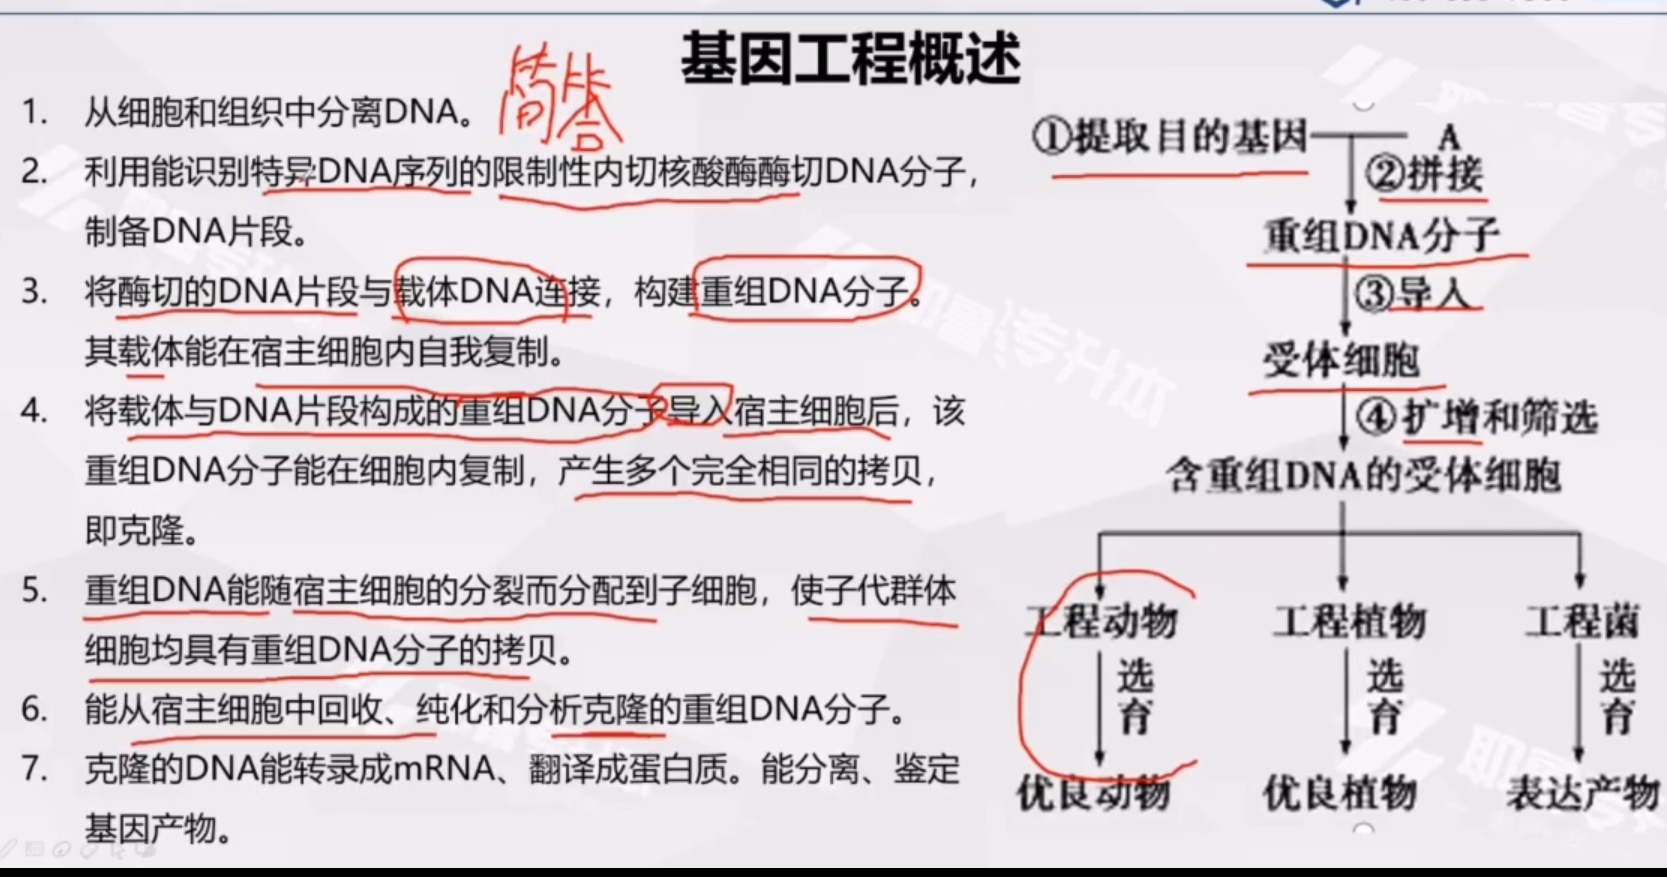 基因工程概述
简答
1. 从细胞和组织中分离DNA。
2. 利用能识别特异DNA序列的限制性内切核酸酶酶切DNA分子，
制备DNA片段。
3. 将酶切的DNA片段与载体DNA连接，构建重组DNA分子。
其载体能在宿主细胞内自我复制。
4. 将载体与DNA片段构成的重组DNA分子导入宿主细胞后，该
重组DNA分子能在细胞内复制，产生多个完全相同的拷贝，
即克隆。
5. 重组DNA能随宿主细胞的分裂而分配到子细胞，使子代群体
细胞均具有重组DNA分子的拷贝。
6. 能从宿主细胞中回收、纯化和分析克隆的重组DNA分子。
7. 克隆的DNA能转录成mRNA、翻译成蛋白质。能分离、鉴定
基因产物。
①提取目的基因 A
②拼接
重组DNA分子
③导入
受体细胞
④扩增和筛选
含重组DNA的受体细胞
工程动物 工程植物 工程菌
选育 选育 选育
优良动物 优良植物 表达产物